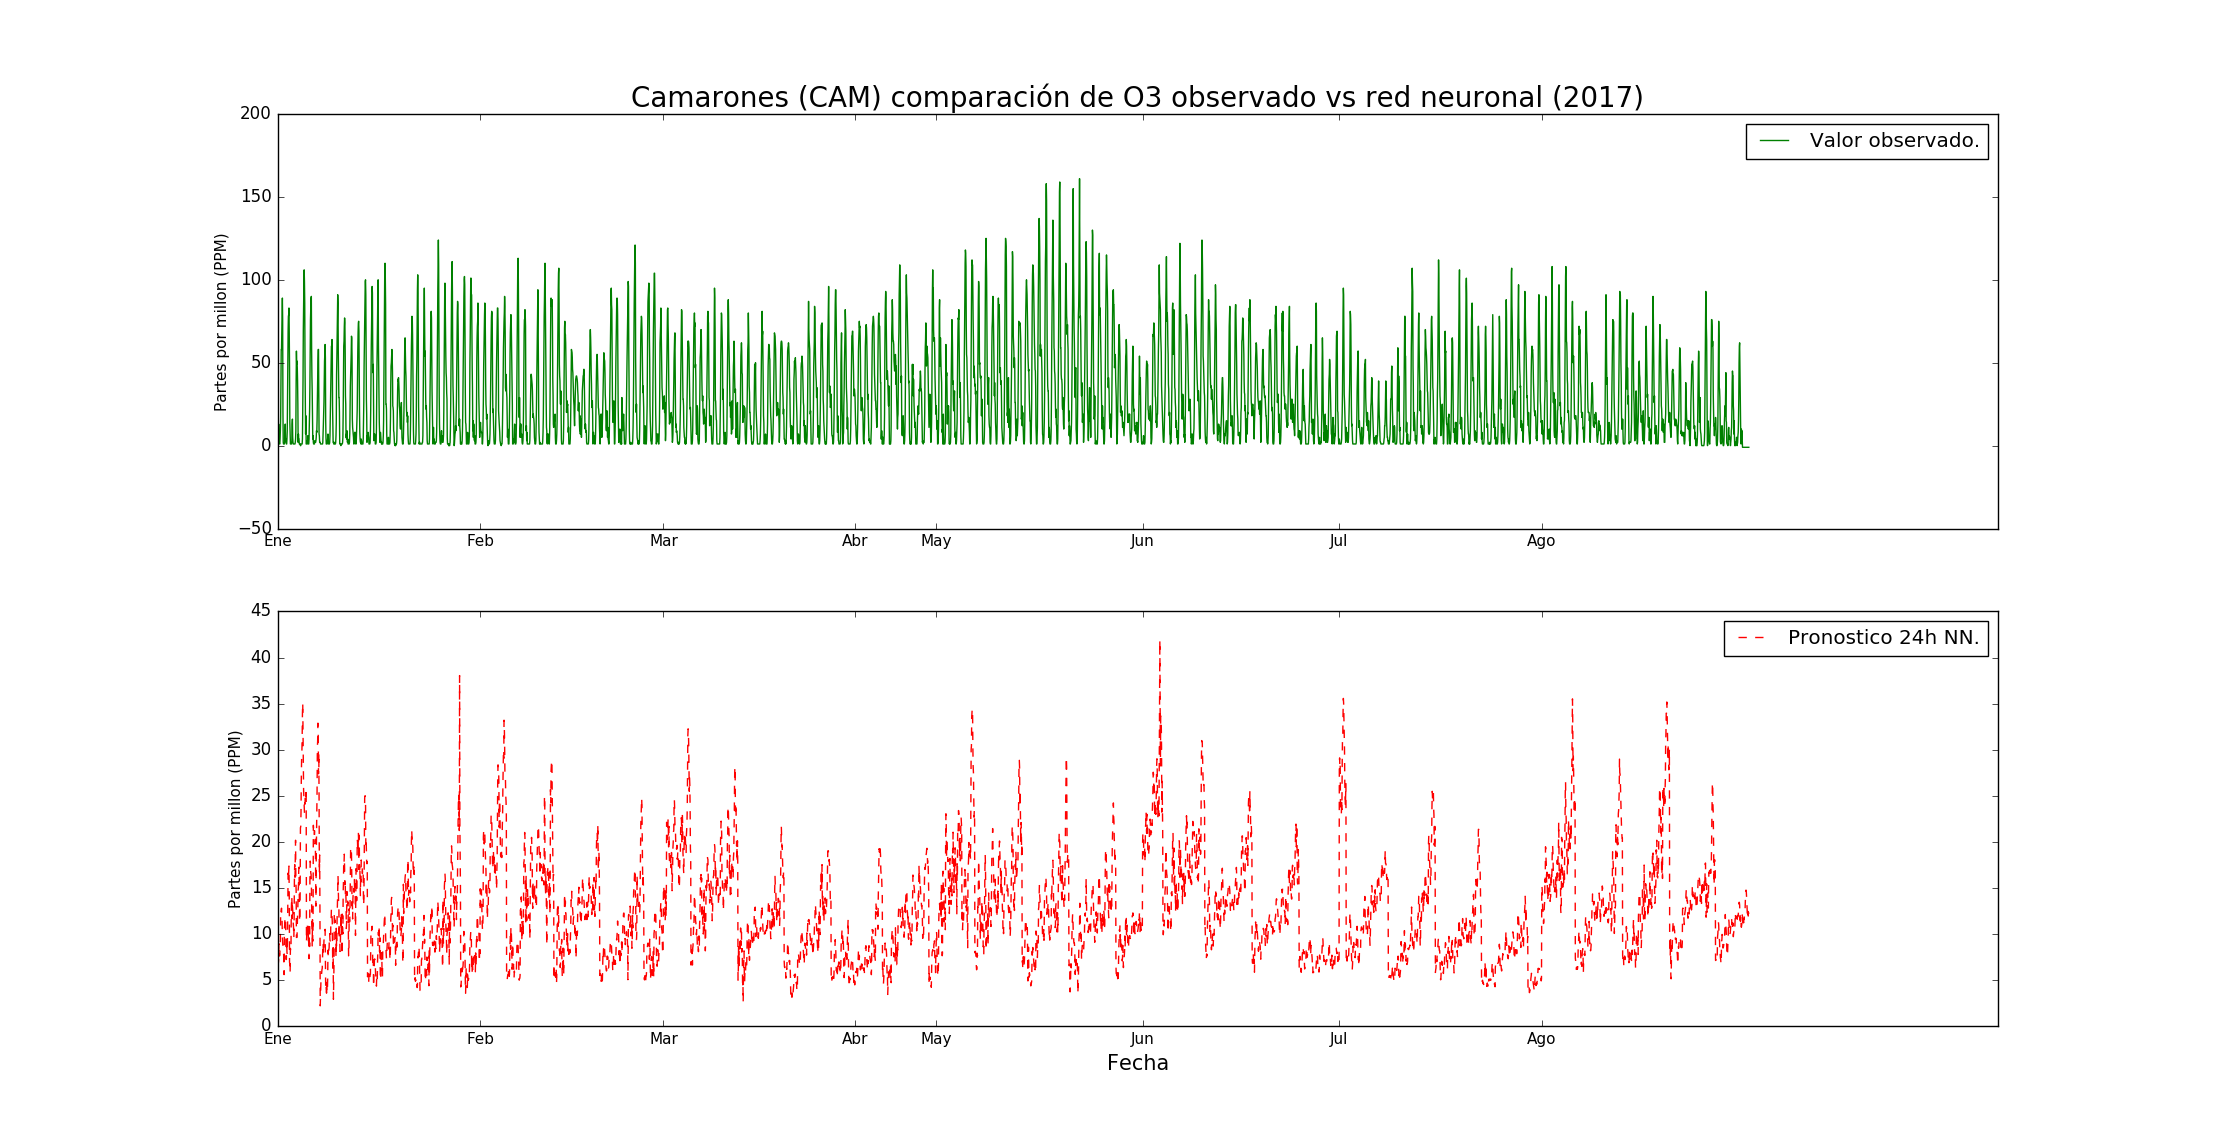 Camarones (CAM) comparación de O3 observado vs red neuronal (2017)
Partes por millon (PPM)
200
150
100
50
0
−50
Valor observado.
Ene Feb Mar Abr May Jun Jul Ago
Partes por millon (PPM)
45
40
35
30
25
20
15
10
5
0
Pronostico 24h NN.
Ene Feb Mar Abr May Jun Jul Ago
Fecha